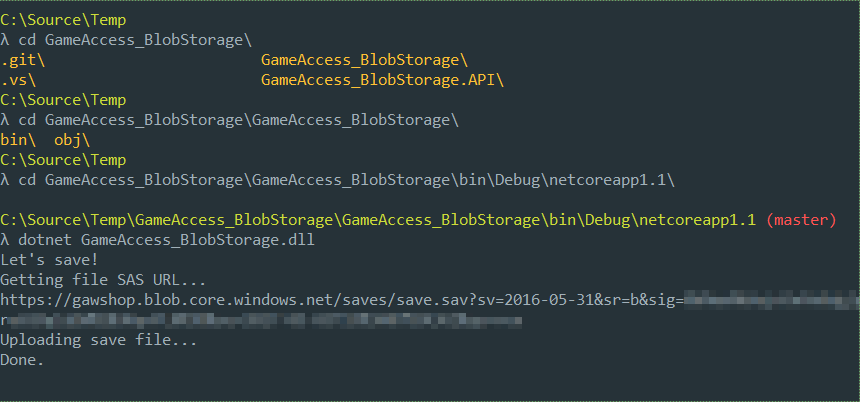 C:\Source\Temp
λ cd GameAccess_BlobStorage\
.git\ GameAccess_BlobStorage\
.vs\ GameAccess_BlobStorage.API\
C:\Source\Temp
λ cd GameAccess_BlobStorage\GameAccess_BlobStorage\
bin\ obj\
C:\Source\Temp
λ cd GameAccess_BlobStorage\GameAccess_BlobStorage\bin\Debug\netcoreapp1.1\
C:\Source\Temp\GameAccess_BlobStorage\GameAccess_BlobStorage\bin\Debug\netcoreapp1.1 (master)
λ dotnet GameAccess_BlobStorage.dll
Let's save!
Getting file SAS URL...
https://gawshop.blob.core.windows.net/saves/save.sav?sv=2016-05-31&sr=b&sig=
r
Uploading save file...
Done.